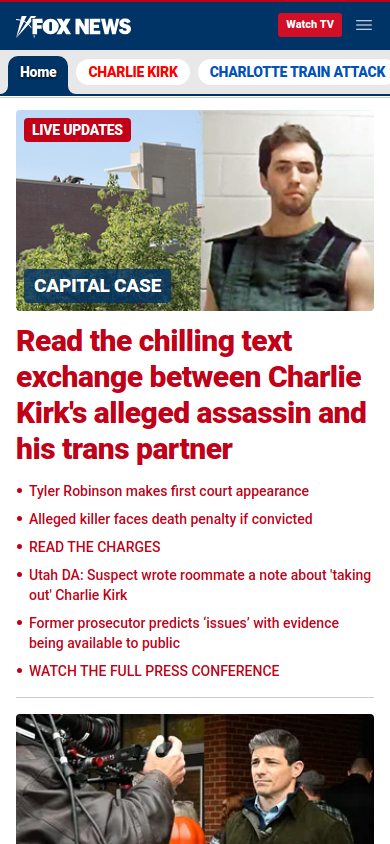 FOX NEWS
Watch TV
Home
CHARLIE KIRK
CHARLOTTE TRAIN ATTACK
LIVE UPDATES
CAPITAL CASE
Read the chilling text
exchange between Charlie
Kirk's alleged assassin and
his trans partner
• Tyler Robinson makes first court appearance
• Alleged killer faces death penalty if convicted
• READ THE CHARGES
• Utah DA: Suspect wrote roommate a note about 'taking
out' Charlie Kirk
• Former prosecutor predicts ‘issues’ with evidence
being available to public
• WATCH THE FULL PRESS CONFERENCE